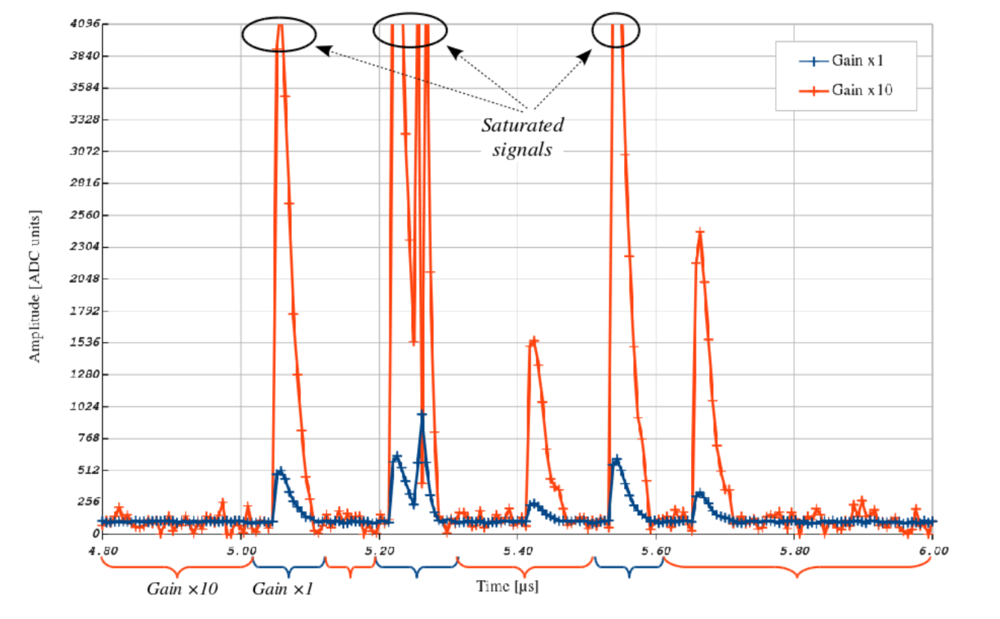 4096
3840
3584
3328
3072
2816
2560
2304
2048
1792
1536
1280
1024
768
512
256
0
Amplitude [ADC units]
Gain x1
Gain x10
Saturated
signals
4.80 5.00 5.20 5.40 5.60 5.80 6.00
Gain ×10 Gain ×1 Time [µs]